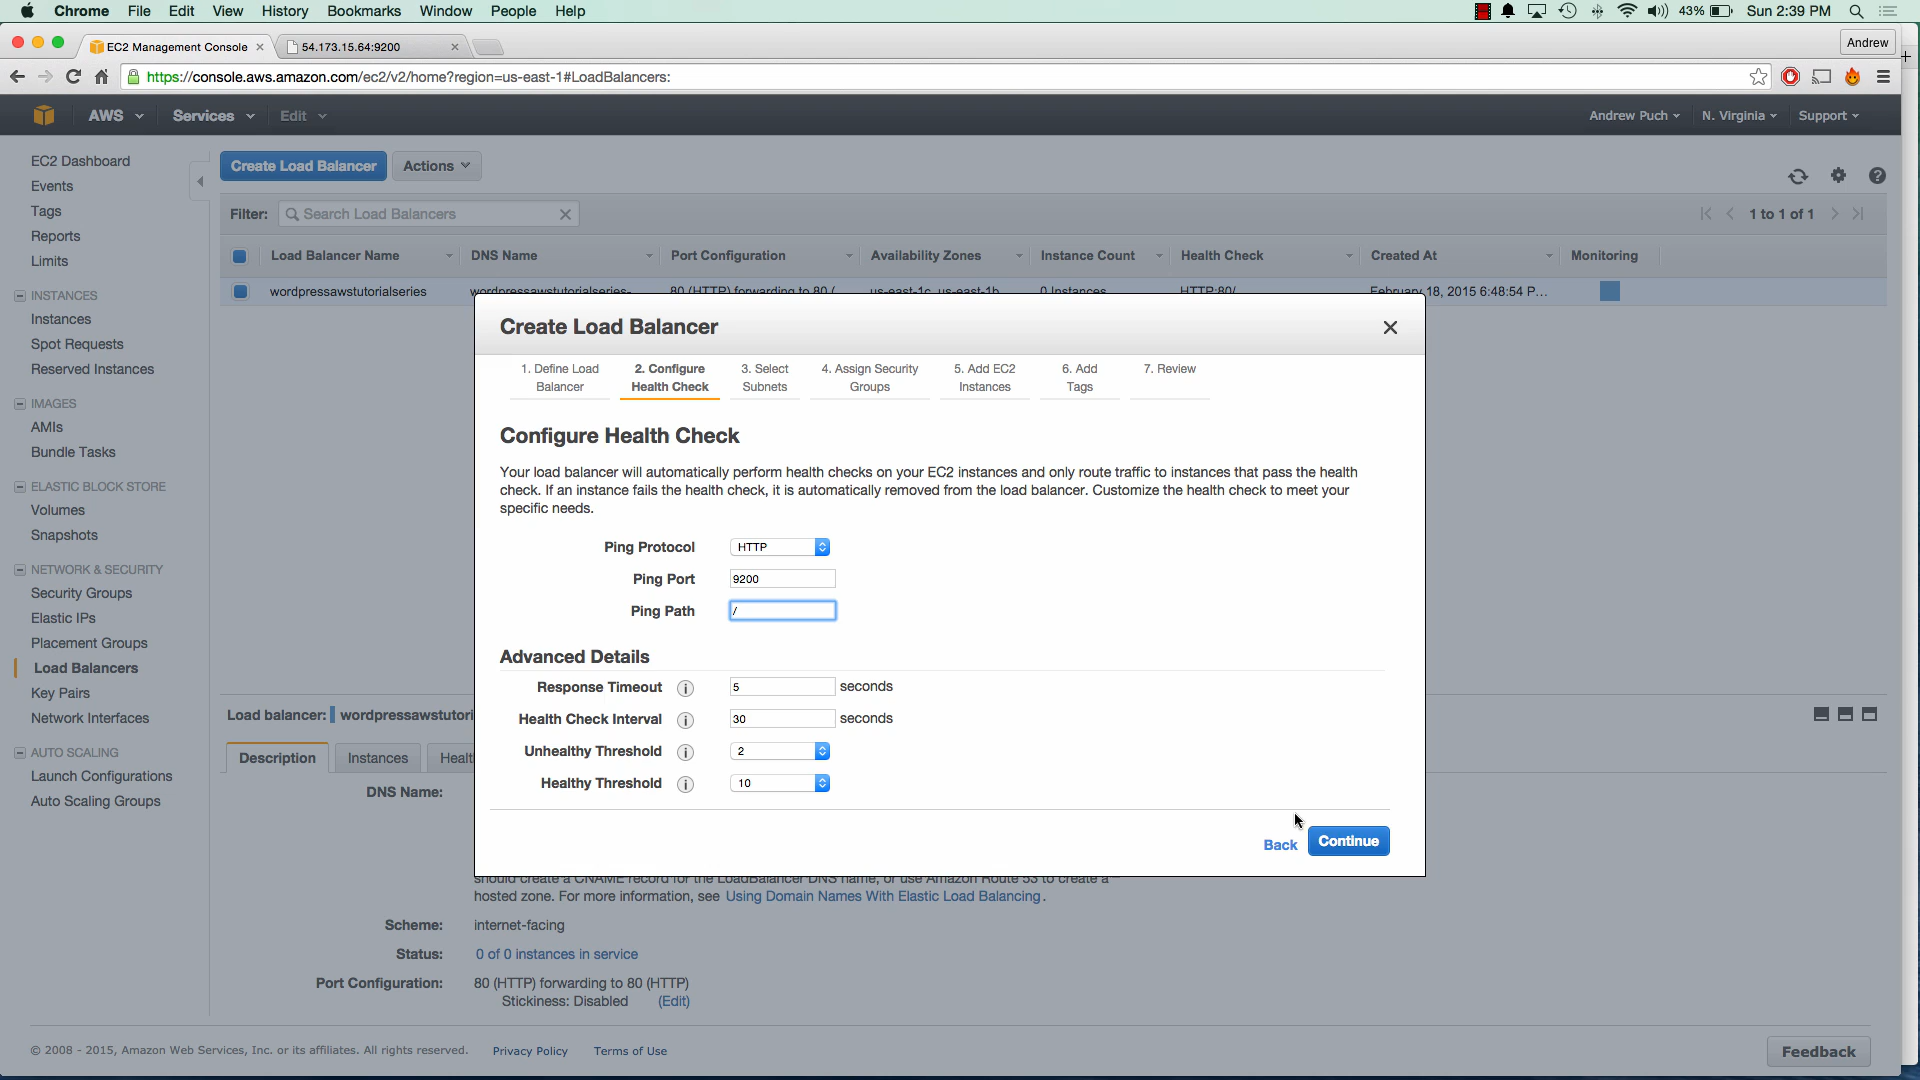 Chrome File Edit View History Bookmarks Window People Help 43% Sun 2:39 PM
EC2 Management Console 54.173.15.64:9200 Andrew
https://console.aws.amazon.com/ec2/v2/home?region=us-east-1#LoadBalancers:
AWS Services Edit Andrew Puch N. Virginia Support
EC2 Dashboard
Events
Tags
Reports
Limits
INSTANCES
Instances
Spot Requests
Reserved Instances
IMAGES
AMIs
Bundle Tasks
ELASTIC BLOCK STORE
Volumes
Snapshots
NETWORK & SECURITY
Security Groups
Elastic IPs
Placement Groups
Load Balancers
Key Pairs
Network Interfaces
AUTO SCALING
Launch Configurations
Auto Scaling Groups
Create Load Balancer Actions
Filter: Search Load Balancers 1 to 1 of 1
Load Balancer Name DNS Name Port Configuration Availability Zones Instance Count Health Check Created At Monitoring
wordpressawstutorialseries wordpressawstutorialseries- 80 (HTTP) forwarding to 80 ( us-east-1c, us-east-1b 0 Instances HTTP:80/ February 18, 2015 6:48:54 P...
Create Load Balancer
1. Define Load Balancer
2. Configure Health Check
3. Select Subnets
4. Assign Security Groups
5. Add EC2 Instances
6. Add Tags
7. Review
Configure Health Check
Your load balancer will automatically perform health checks on your EC2 instances and only route traffic to instances that pass the health
check. If an instance fails the health check, it is automatically removed from the load balancer. Customize the health check to meet your
specific needs.
Ping Protocol HTTP
Ping Port 9200
Ping Path /
Advanced Details
Response Timeout i 5 seconds
Health Check Interval i 30 seconds
Unhealthy Threshold i 2
Healthy Threshold i 10
Back Continue
Load balancer: wordpressawstutori
Description Instances Healt
DNS Name:
should create a CNAME record for the LoadBalancer DNS name, or use Amazon Route 53 to create a
hosted zone. For more information, see Using Domain Names With Elastic Load Balancing.
Scheme: internet-facing
Status: 0 of 0 instances in service
Port Configuration: 80 (HTTP) forwarding to 80 (HTTP)
Stickiness: Disabled (Edit)
© 2008 - 2015, Amazon Web Services, Inc. or its affiliates. All rights reserved. Privacy Policy Terms of Use Feedback